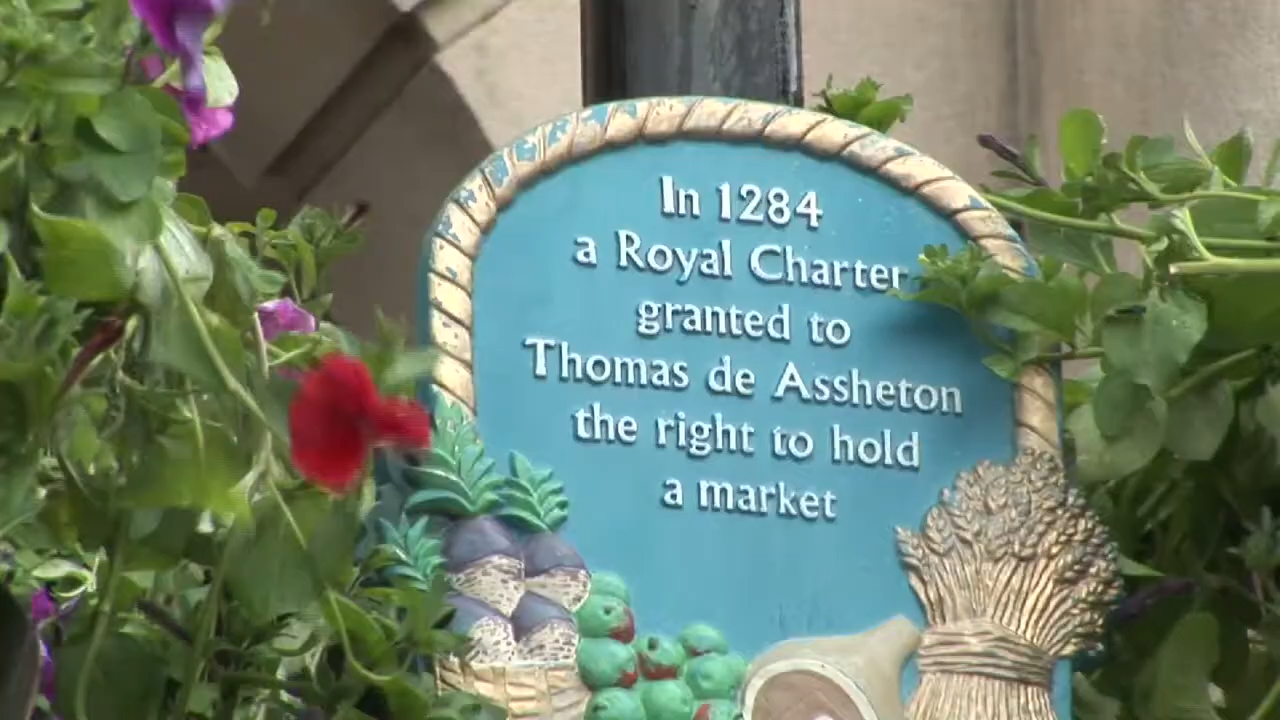 In 1284
a Royal Charter
granted to
Thomas de Assheton
the right to hold
a market